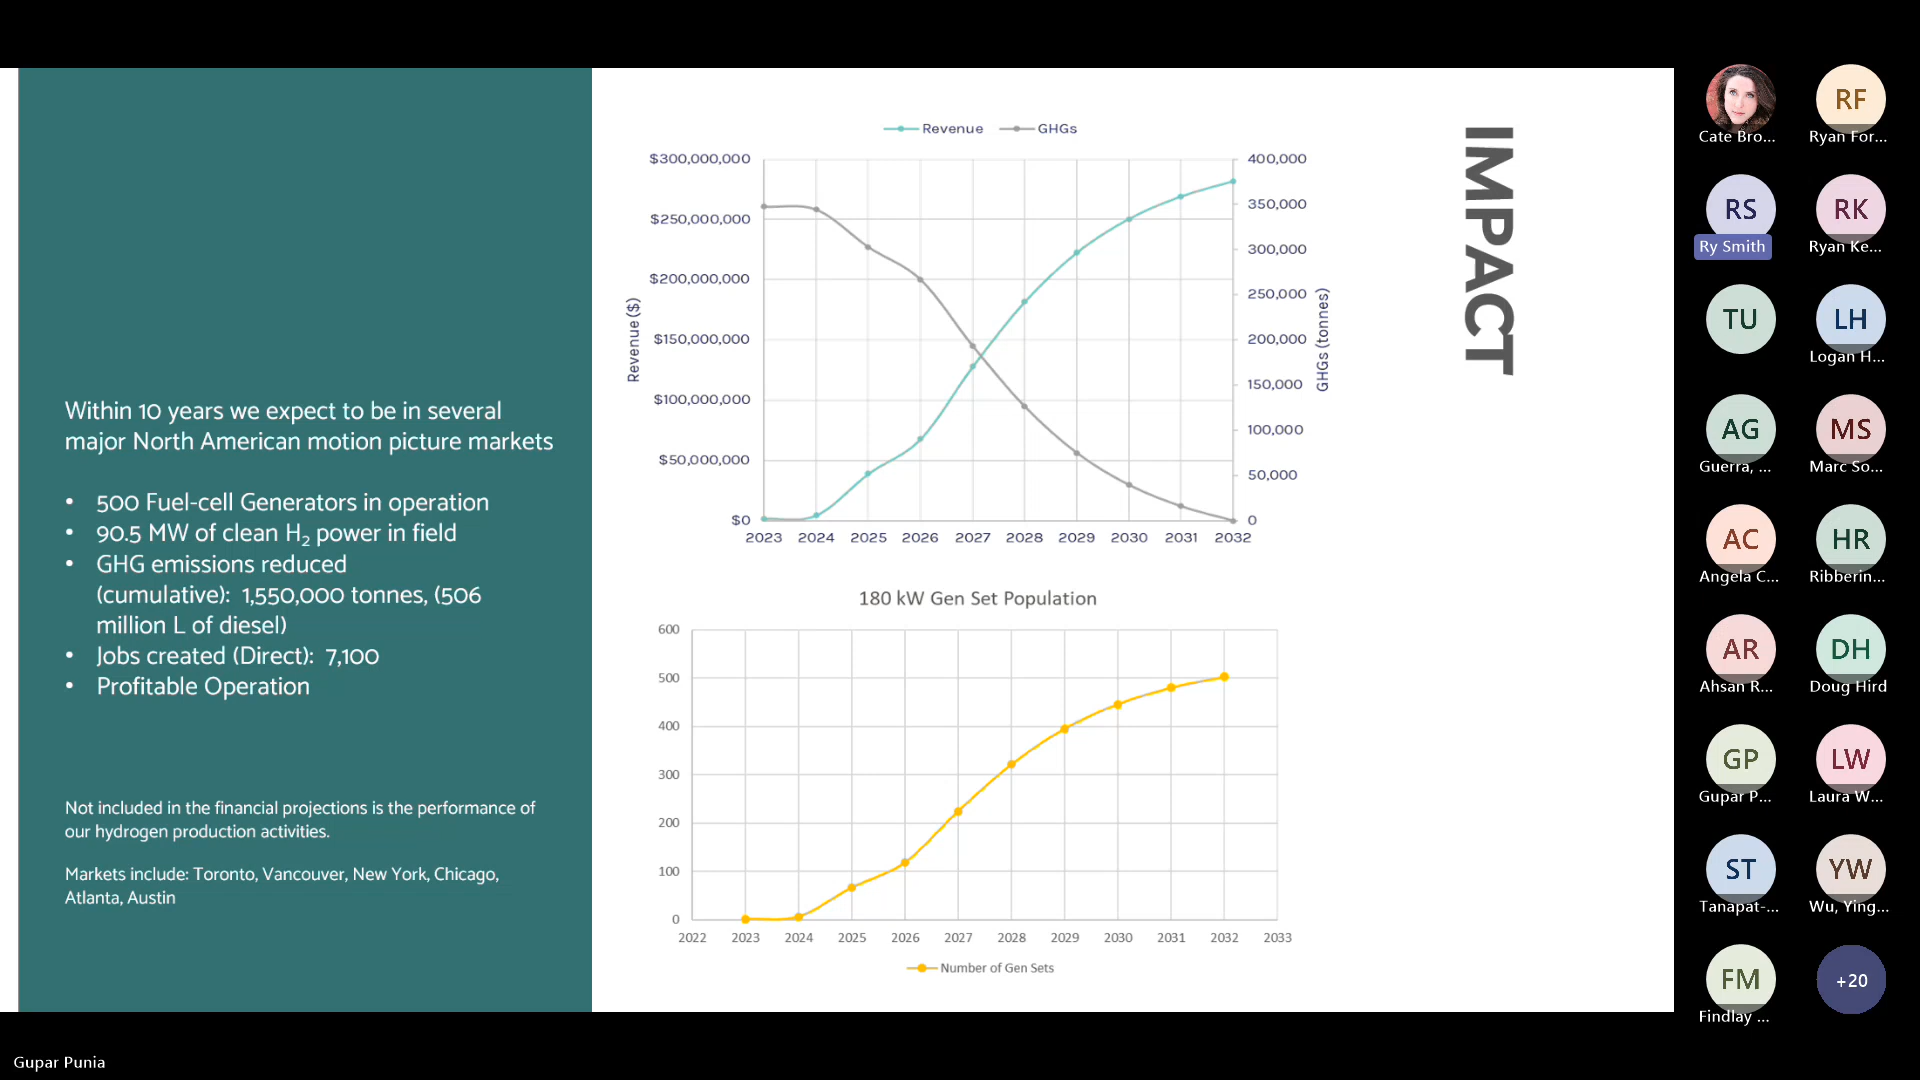 Within 10 years we expect to be in several
major North American motion picture markets
• 500 Fuel-cell Generators in operation
• 90.5 MW of clean H₂ power in field
• GHG emissions reduced
(cumulative): 1,550,000 tonnes, (506
million L of diesel)
• Jobs created (Direct): 7,100
• Profitable Operation
Not included in the financial projections is the performance of
our hydrogen production activities.
Markets include: Toronto, Vancouver, New York, Chicago,
Atlanta, Austin
Revenue GHGs
$300,000,000
$250,000,000
$200,000,000
$150,000,000
$100,000,000
$50,000,000
$0
Revenue ($)
400,000
350,000
300,000
250,000
200,000
150,000
100,000
50,000
0
GHGs (tonnes)
2023 2024 2025 2026 2027 2028 2029 2030 2031 2032
180 kW Gen Set Population
600
500
400
300
200
100
0
2022 2023 2024 2025 2026 2027 2028 2029 2030 2031 2032 2033
Number of Gen Sets
IMPACT
Cate Bro...
RF
Ryan For...
RS
Ry Smith
RK
Ryan Ke...
TU
LH
Logan H...
AG
Guerra, ...
MS
Marc So...
AC
Angela C...
HR
Ribberin...
AR
Ahsan R...
DH
Doug Hird
GP
Gupar P...
LW
Laura W...
ST
Tanapat-...
YW
Wu, Ying...
FM
Findlay ...
+20
Gupar Punia